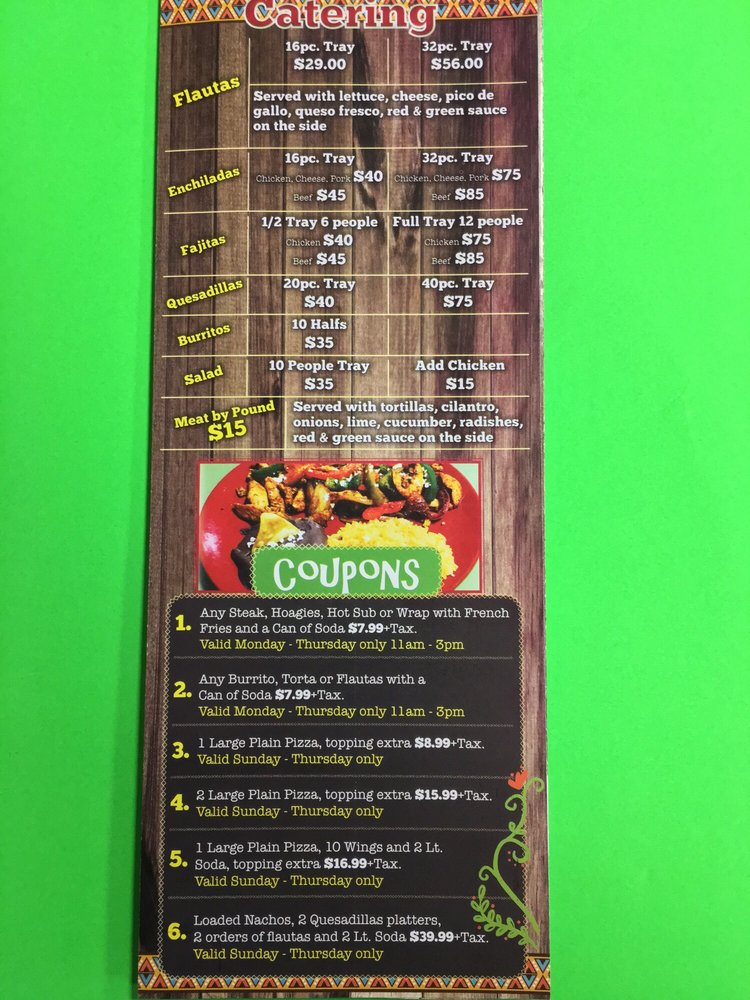 Catering
16pc. Tray 32pc. Tray
$29.00 $56.00
Flautas
Served with lettuce, cheese, pico de
gallo, queso fresco, red & green sauce
on the side
16pc. Tray 32pc. Tray
Enchiladas
Chicken, Cheese, Pork $40 Chicken, Cheese, Pork $75
Beef $45 Beef $85
1/2 Tray 6 people Full Tray 12 people
Fajitas
Chicken $40 Chicken $75
Beef $45 Beef $85
Quesadillas
20pc. Tray 40pc. Tray
$40 $75
Burritos
10 Halfs
$35
Salad
10 People Tray Add Chicken
$35 $15
Meat by Pound
$15
Served with tortillas, cilantro,
onions, lime, cucumber, radishes,
red & green sauce on the side
COUPONS
1. Any Steak, Hoagies, Hot Sub or Wrap with French
Fries and a Can of Soda $7.99+Tax.
Valid Monday - Thursday only 11am - 3pm
2. Any Burrito, Torta or Flautas with a
Can of Soda $7.99+Tax.
Valid Monday - Thursday only 11am - 3pm
3. 1 Large Plain Pizza, topping extra $8.99+Tax.
Valid Sunday - Thursday only
4. 2 Large Plain Pizza, topping extra $15.99+Tax.
Valid Sunday - Thursday only
5. 1 Large Plain Pizza, 10 Wings and 2 Lt.
Soda, topping extra $16.99+Tax.
Valid Sunday - Thursday only
6. Loaded Nachos, 2 Quesadillas platters,
2 orders of flautas and 2 Lt. Soda $39.99+Tax.
Valid Sunday - Thursday only